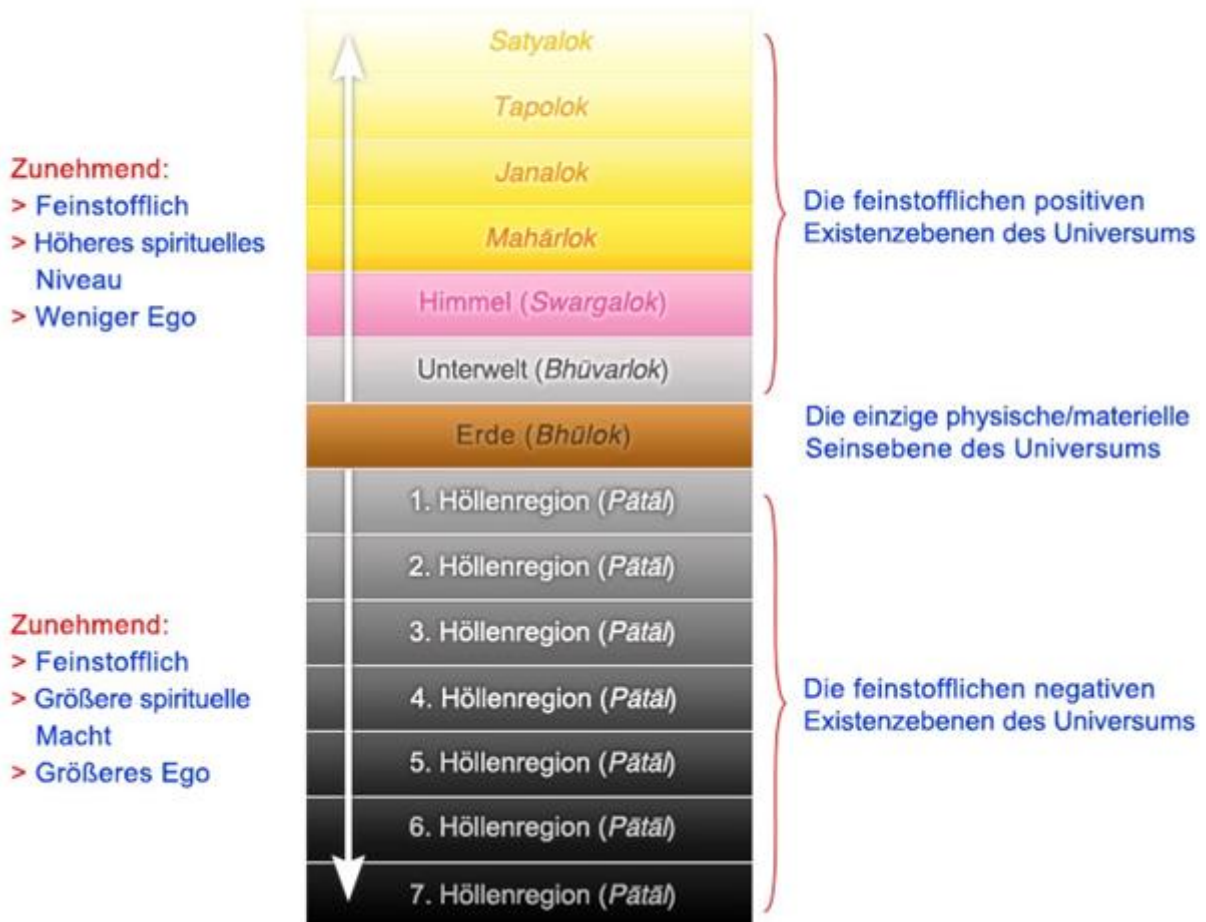 Satyalok
Tapolok
Janalok
Mahārlok
Himmel (Swargalok)
Unterwelt (Bhūvarlok)
Erde (Bhūlok)
1. Höllenregion (Pātāl)
2. Höllenregion (Pātāl)
3. Höllenregion (Pātāl)
4. Höllenregion (Pātāl)
5. Höllenregion (Pātāl)
6. Höllenregion (Pātāl)
7. Höllenregion (Pātāl)
Zunehmend:
> Feinstofflich
> Höheres spirituelles
Niveau
> Weniger Ego
Zunehmend:
> Feinstofflich
> Größere spirituelle
Macht
> Größeres Ego
Die feinstofflichen positiven
Existenzebenen des Universums
Die einzige physische/materielle
Seinsebene des Universums
Die feinstofflichen negativen
Existenzebenen des Universums